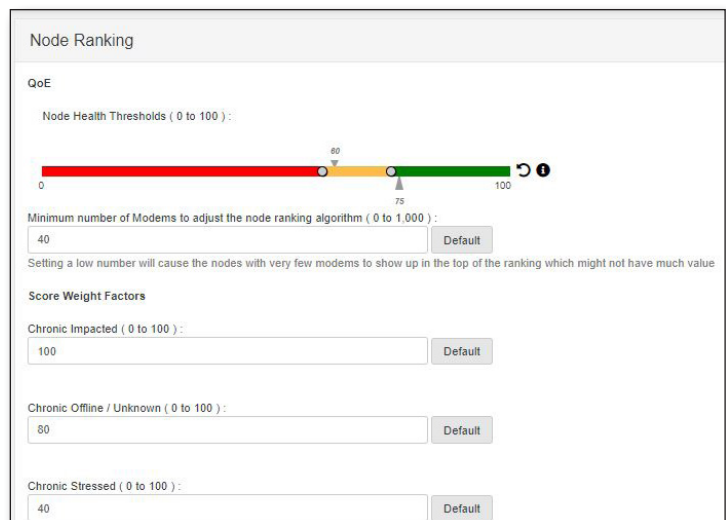 Node Ranking
QoE
Node Health Thresholds ( 0 to 100 ) :
60
0
100
75
Minimum number of Modems to adjust the node ranking algorithm ( 0 to 1,000 ) :
40 Default
Setting a low number will cause the nodes with very few modems to show up in the top of the ranking which might not have much value
Score Weight Factors
Chronic Impacted ( 0 to 100 ) :
100 Default
Chronic Offline / Unknown ( 0 to 100 ) :
80 Default
Chronic Stressed ( 0 to 100 ) :
40 Default